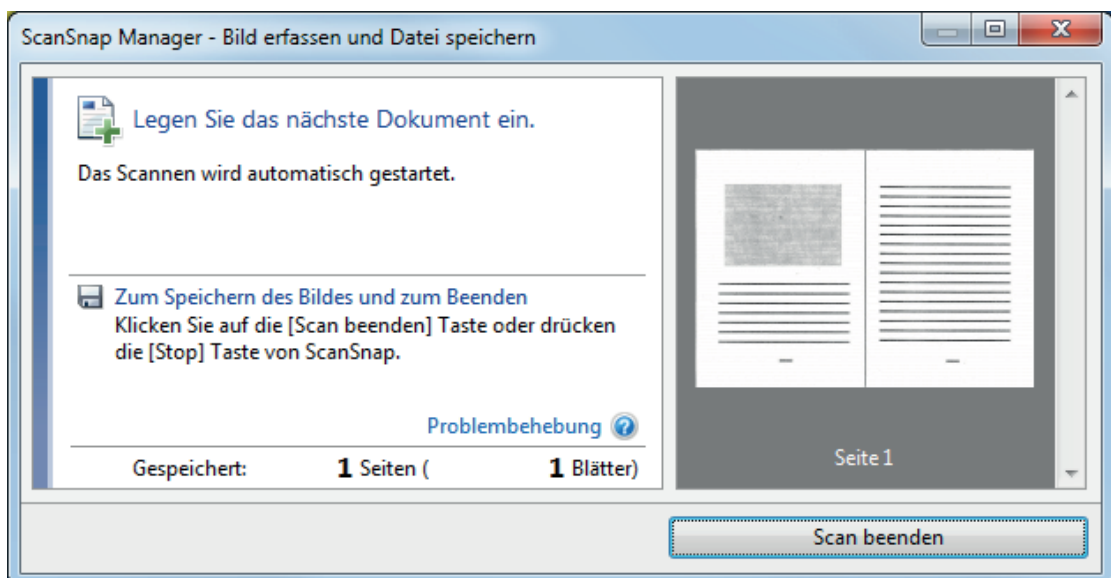 ScanSnap Manager - Bild erfassen und Datei speichern
Legen Sie das nächste Dokument ein.
Das Scannen wird automatisch gestartet.
Zum Speichern des Bildes und zum Beenden
Klicken Sie auf die [Scan beenden] Taste oder drücken
die [Stop] Taste von ScanSnap.
Problembehebung
Gespeichert: 1 Seiten ( 1 Blätter)
Seite 1
Scan beenden